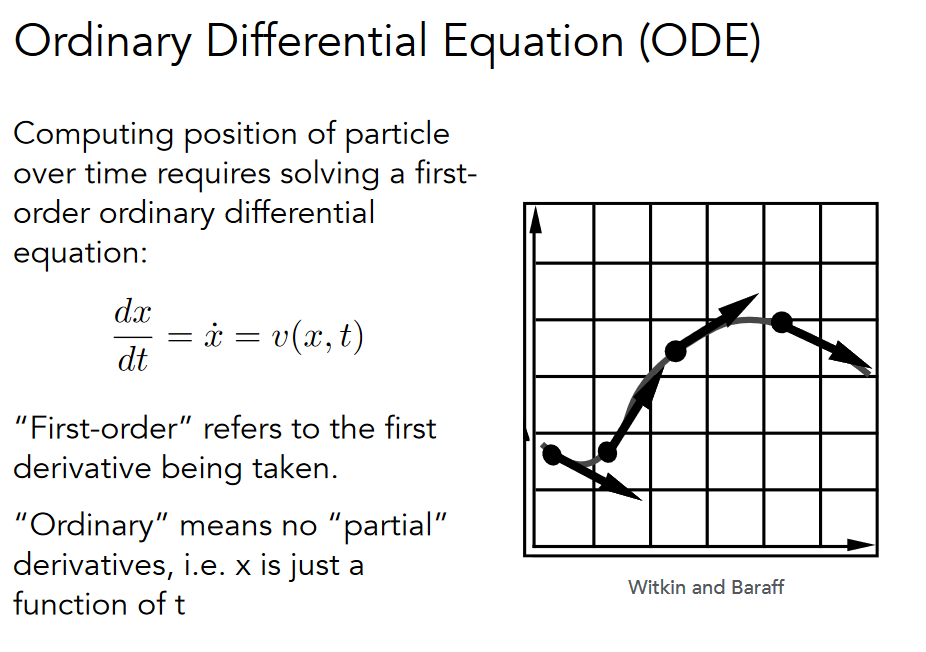 Ordinary Differential Equation (ODE)
Computing position of particle
over time requires solving a first-
order ordinary differential
equation:
dx/dt = ẋ = v(x, t)
“First-order” refers to the first
derivative being taken.
“Ordinary” means no “partial”
derivatives, i.e. x is just a
function of t
Witkin and Baraff